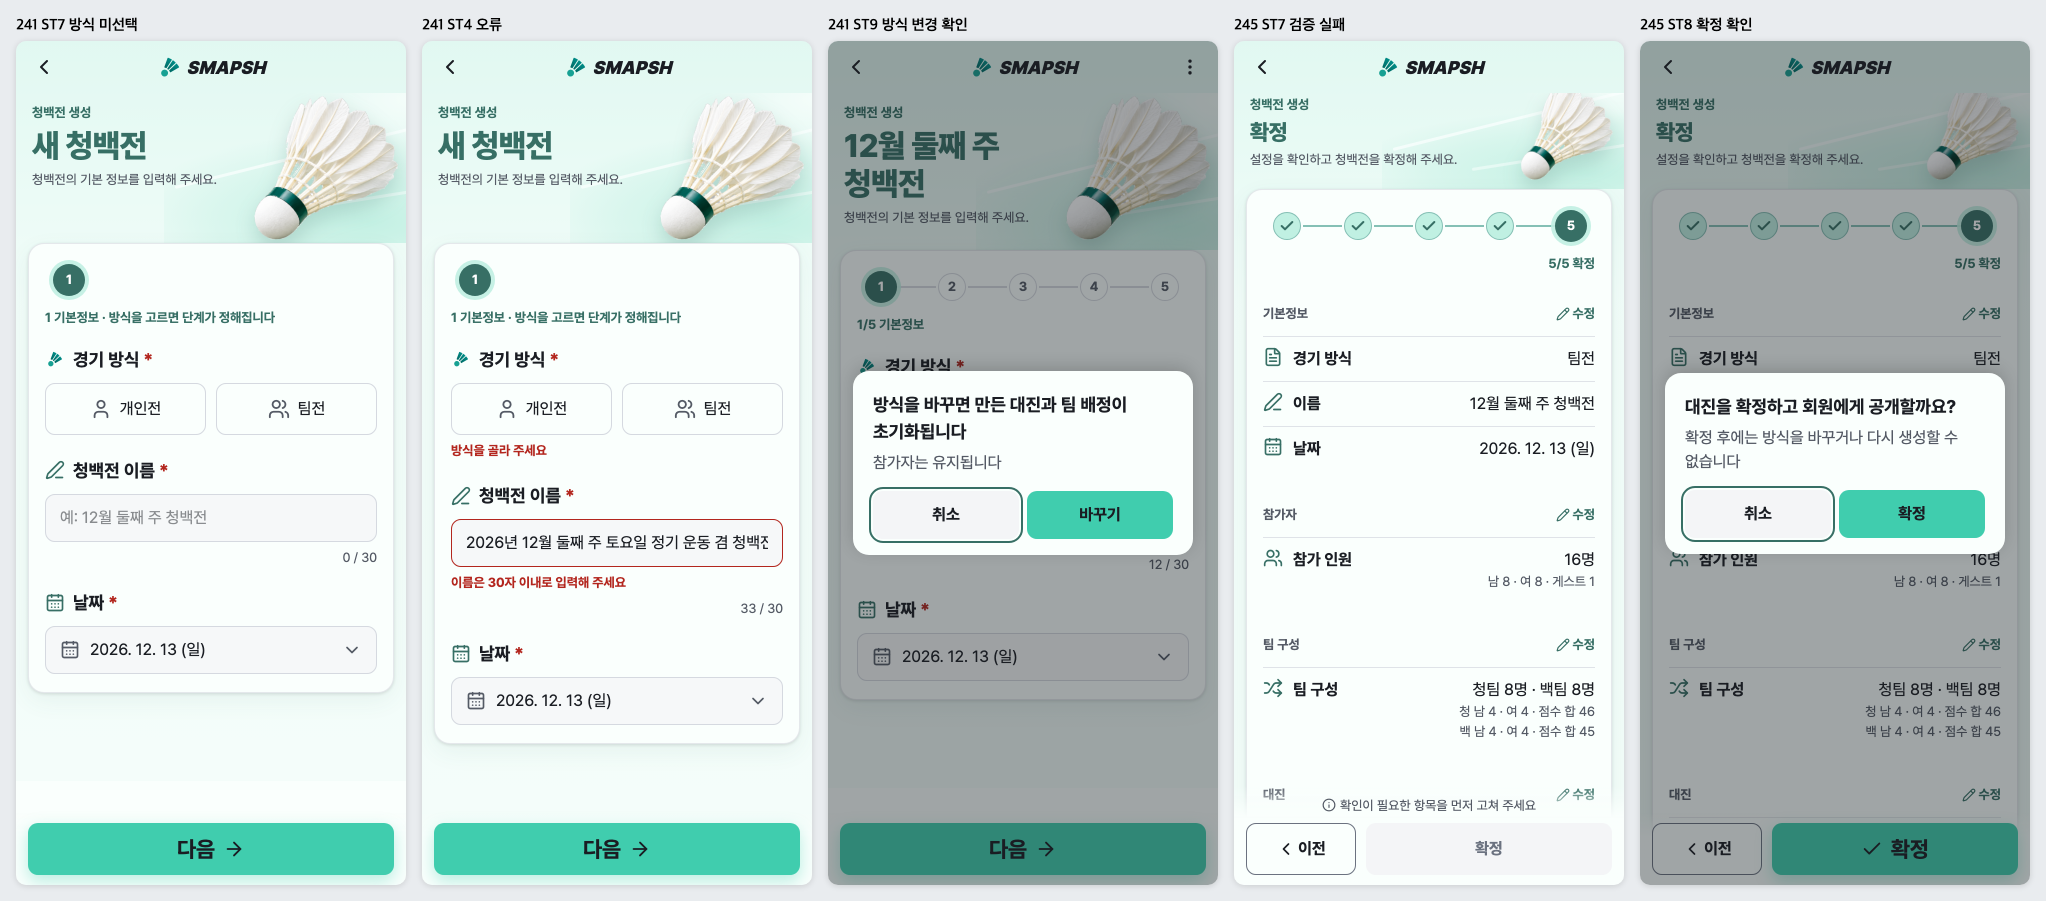 241 ST7 방식 미선택
SMAPSH
청백전 생성
새 청백전
청백전의 기본 정보를 입력해 주세요.
1
1 기본정보 · 방식을 고르면 단계가 정해집니다
경기 방식 *
개인전
팀전
청백전 이름 *
예: 12월 둘째 주 청백전
0 / 30
날짜 *
2026. 12. 13 (일)
다음 →
241 ST4 오류
SMAPSH
청백전 생성
새 청백전
청백전의 기본 정보를 입력해 주세요.
1
1 기본정보 · 방식을 고르면 단계가 정해집니다
경기 방식 *
개인전
팀전
방식을 골라 주세요
청백전 이름 *
2026년 12월 둘째 주 토요일 정기 운동 겸 청백전
이름은 30자 이내로 입력해 주세요
33 / 30
날짜 *
2026. 12. 13 (일)
다음 →
241 ST9 방식 변경 확인
SMAPSH
청백전 생성
12월 둘째 주
청백전
청백전의 기본 정보를 입력해 주세요.
1 2 3 4 5
1/5 기본정보
경기 방식 *
방식을 바꾸면 만든 대진과 팀 배정이
초기화됩니다
참가자는 유지됩니다
취소
바꾸기
12 / 30
날짜 *
2026. 12. 13 (일)
다음 →
245 ST7 검증 실패
SMAPSH
청백전 생성
확정
설정을 확인하고 청백전을 확정해 주세요.
5
5/5 확정
기본정보
수정
경기 방식
팀전
이름
12월 둘째 주 청백전
날짜
2026. 12. 13 (일)
참가자
수정
참가 인원
16명
남 8 · 여 8 · 게스트 1
팀 구성
수정
팀 구성
청팀 8명 · 백팀 8명
청 남 4 · 여 4 · 점수 합 46
백 남 4 · 여 4 · 점수 합 45
대진
수정
확인이 필요한 항목을 먼저 고쳐 주세요
이전
확정
245 ST8 확정 확인
SMAPSH
청백전 생성
확정
설정을 확인하고 청백전을 확정해 주세요.
5
5/5 확정
기본정보
수정
경기 방식
팀전
대진을 확정하고 회원에게 공개할까요?
확정 후에는 방식을 바꾸거나 다시 생성할 수
없습니다
취소
확정
참가 인원
16명
남 8 · 여 8 · 게스트 1
팀 구성
수정
팀 구성
청팀 8명 · 백팀 8명
청 남 4 · 여 4 · 점수 합 46
백 남 4 · 여 4 · 점수 합 45
대진
수정
이전
확정